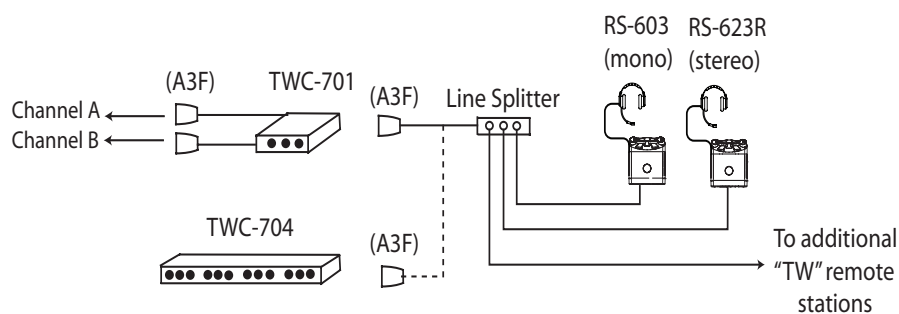 RS-603
(mono)
RS-623R
(stereo)
(A3F)
TWC-701
(A3F)
Line Splitter
Channel A
Channel B
TWC-704
(A3F)
To additional
“TW” remote
stations